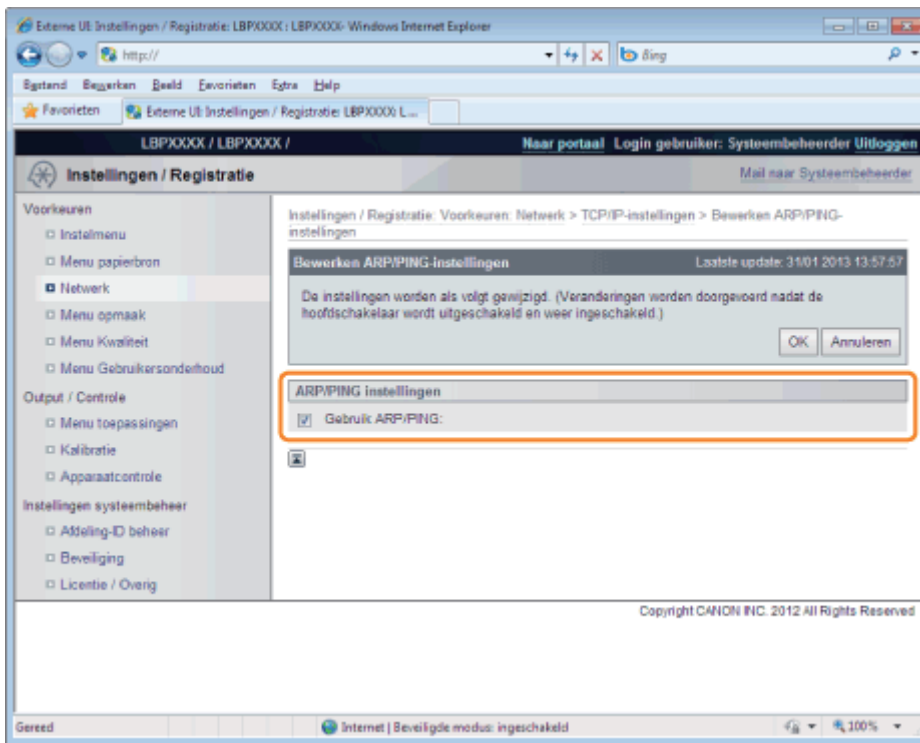 Externe UI: Instellingen / Registratie: LBPXXXX : LBPXXXX- Windows Internet Explorer
http://
Bing
Bestand Bewerken Beeld Favorieten Extra Help
Favorieten
Externe UI: Instellingen / Registratie: LBPXXXX: L...
LBPXXXX / LBPXXXX /
Naar portaal Login gebruiker: Systeembeheerder Uitloggen
Instellingen / Registratie
Mail naar Systeembeheerder
Voorkeuren
Instelmenu
Menu papierbron
Netwerk
Menu opmaak
Menu Kwaliteit
Menu Gebruikersonderhoud
Output / Controle
Menu toepassingen
Kalibratie
Apparaatcontrole
Instellingen systeembeheer
Afdeling-ID beheer
Beveiliging
Licentie / Overig
Instellingen / Registratie: Voorkeuren: Netwerk > TCP/IP-instellingen > Bewerken ARP/PING-
instellingen
Bewerken ARP/PING-instellingen
Laatste update: 31/01 2013 13:57:57
De instellingen worden als volgt gewijzigd. (Veranderingen worden doorgevoerd nadat de
hoofdschakelaar wordt uitgeschakeld en weer ingeschakeld.)
OK Annuleren
ARP/PING instellingen
Gebruik ARP/PING:
Copyright CANON INC. 2012 All Rights Reserved
Gereed
Internet | Beveiligde modus: ingeschakeld
100%